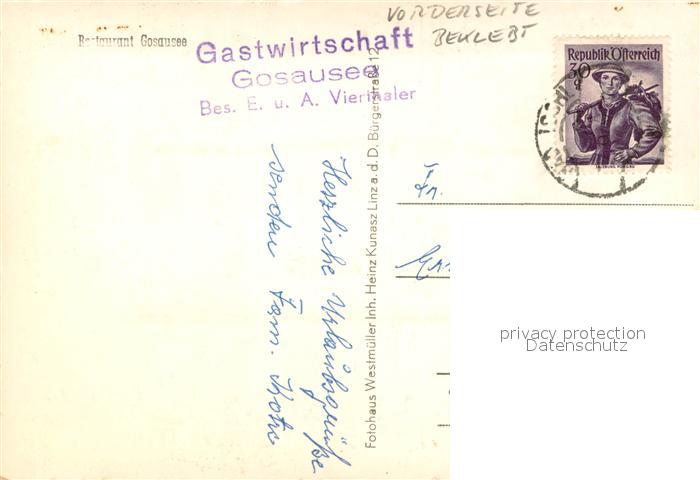 VORDERSEITE
BEKLEBT
Restaurant Gosausee
Gastwirtschaft
Gosausee
Bes. E. u. A. Vierthaler
Republik Österreich
30
g
Fotohaus Westmüller Inh. Heinz Kunasz Linz a. d. D. Bürgerstraße 12
Herzliche Urlaubsgrüße
senden Fam.
privacy protection
Datenschutz